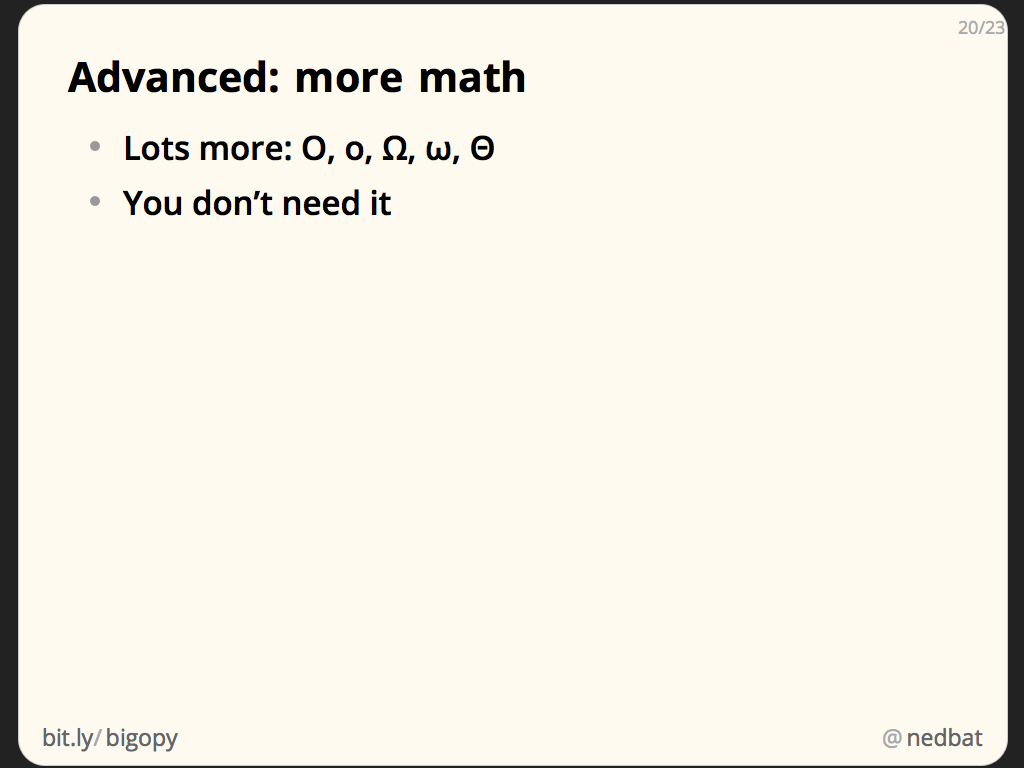 20/23
Advanced: more math
Lots more: O, o, Ω, ω, Θ
You don’t need it
bit.ly/bigopy
@nedbat